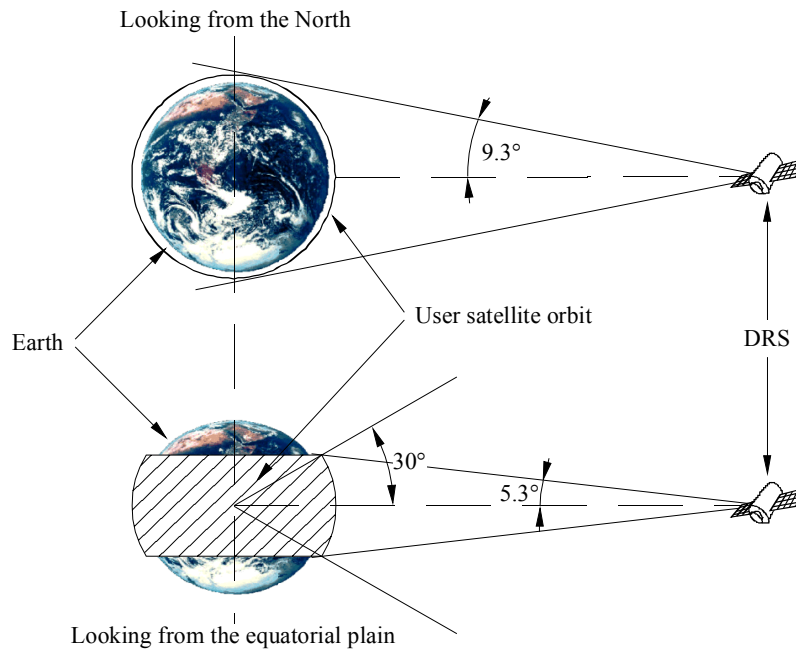 Looking from the North
9.3°
User satellite orbit
Earth
DRS
30°
5.3°
Looking from the equatorial plain